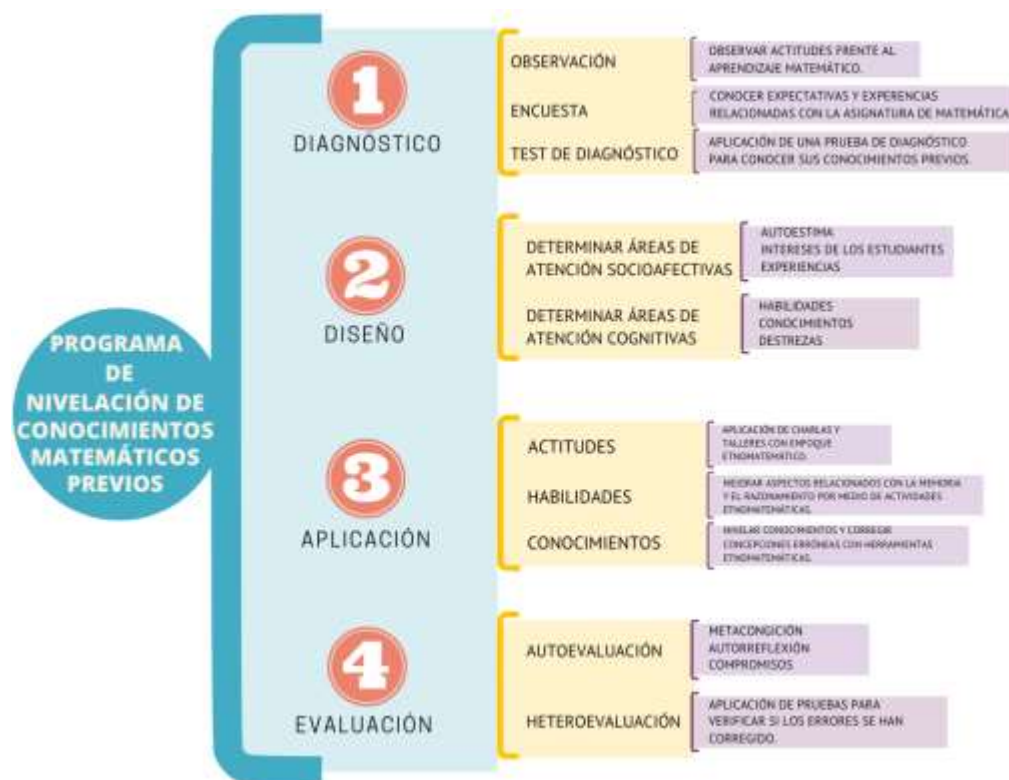 PROGRAMA
DE
NIVELACIÓN DE
CONOCIMIENTOS
MATEMÁTICOS
PREVIOS
1
DIAGNÓSTICO
OBSERVACIÓN
OBSERVAR ACTITUDES FRENTE AL
APRENDIZAJE MATEMÁTICO.
ENCUESTA
CONOCER EXPECTATIVAS Y EXPERENCIAS
RELACIONADAS CON LA ASIGNATURA DE MATEMÁTICA
TEST DE DIAGNÓSTICO
APLICACIÓN DE UNA PRUEBA DE DIAGNÓSTICO
PARA CONOCER SUS CONOCIMIENTOS PREVIOS.
2
DISEÑO
DETERMINAR ÁREAS DE
ATENCIÓN SOCIOAFECTIVAS
AUTOESTIMA
INTERESES DE LOS ESTUDIANTES
EXPERIENCIAS
DETERMINAR ÁREAS DE
ATENCIÓN COGNITIVAS
HABILIDADES
CONOCIMIENTOS
DESTREZAS
3
APLICACIÓN
ACTITUDES
APLICACIÓN DE CHARLAS Y
TALLERES CON ENFOQUE
ETNOMATEMÁTICO.
HABILIDADES
MEJORAR ASPECTOS RELACIONADOS CON LA MEMORIA
Y EL RAZONAMIENTO POR MEDIO DE ACTIVIDADES
ETNOMATEMÁTICAS.
CONOCIMIENTOS
NIVELAR CONOCIMIENTOS Y CORREGIR
CONCEPCIONES ERRÓNEAS CON HERRAMIENTAS
ETNOMATEMÁTICAS.
4
EVALUACIÓN
AUTOEVALUACIÓN
METACONGICIÓN
AUTORREFLEXIÓN
COMPROMISOS
HETEROEVALUACIÓN
APLICACIÓN DE PRUEBAS PARA
VERIFICAR SI LOS ERRORES SE HAN
CORREGIDO.